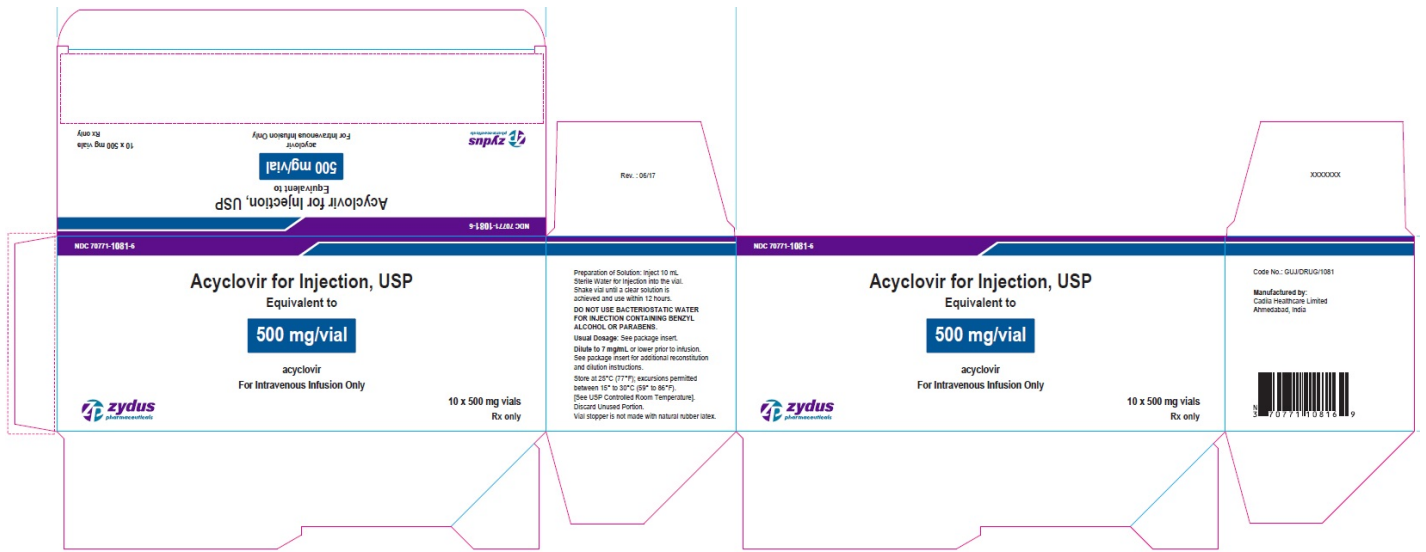 10 x 500 mg vials
Rx only
acyclovir
For Intravenous Infusion Only
zydus
pharmaceuticals
500 mg/vial
Equivalent to
Acyclovir for Injection, USP
NDC 70771-1081-6
Rev. : 06/17
XXXXXXX
NDC 70771-1081-6
Acyclovir for Injection, USP
Equivalent to
500 mg/vial
acyclovir
For Intravenous Infusion Only
zydus
pharmaceuticals
10 x 500 mg vials
Rx only
Preparation of Solution: Inject 10 mL
Sterile Water for Injection into the vial.
Shake vial until a clear solution is
achieved and use within 12 hours.
DO NOT USE BACTERIOSTATIC WATER
FOR INJECTION CONTAINING BENZYL
ALCOHOL OR PARABENS.
Usual Dosage: See package insert.
Dilute to 7 mg/mL or lower prior to infusion.
See package insert for additional reconstitution
and dilution instructions.
Store at 25°C (77°F); excursions permitted
between 15° to 30°C (59° to 86°F).
[See USP Controlled Room Temperature].
Discard Unused Portion.
Vial stopper is not made with natural rubber latex.
NDC 70771-1081-6
Acyclovir for Injection, USP
Equivalent to
500 mg/vial
acyclovir
For Intravenous Infusion Only
zydus
pharmaceuticals
10 x 500 mg vials
Rx only
Code No.: GUJ/DRUG/1081
Manufactured by:
Cadila Healthcare Limited
Ahmedabad, India
N
3 70771 10816 9